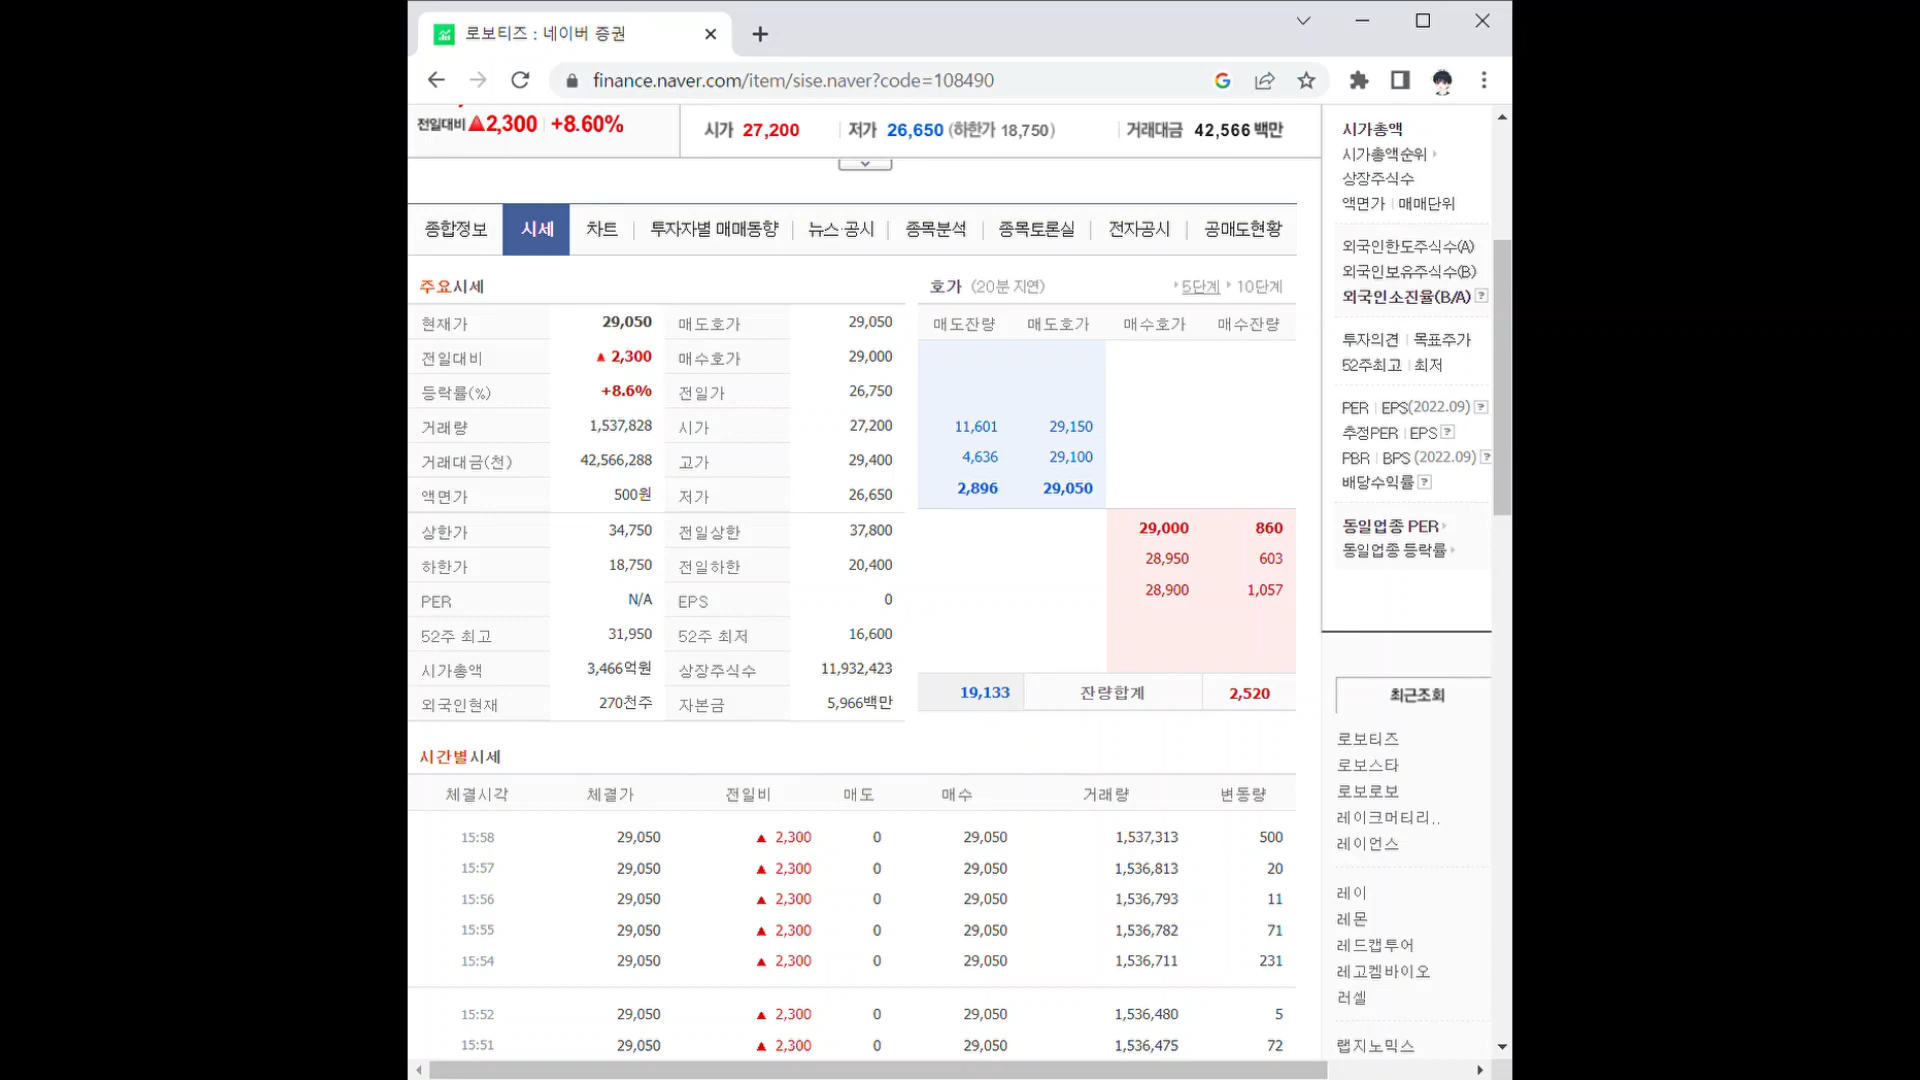 로보티즈 : 네이버 증권
finance.naver.com/item/sise.naver?code=108490
전일대비 ▲2,300 +8.60%
시가 27,200 저가 26,650 (하한가 18,750) 거래대금 42,566 백만
종합정보 시세 차트 투자자별 매매동향 뉴스·공시 종목분석 종목토론실 전자공시 공매도현황
주요시세
현재가 29,050 매도호가 29,050
전일대비 ▲ 2,300 매수호가 29,000
등락률(%) +8.6% 전일가 26,750
거래량 1,537,828 시가 27,200
거래대금(천) 42,566,288 고가 29,400
액면가 500원 저가 26,650
상한가 34,750 전일상한 37,800
하한가 18,750 전일하한 20,400
PER N/A EPS 0
52주 최고 31,950 52주 최저 16,600
시가총액 3,466억원 상장주식수 11,932,423
외국인현재 270천주 자본금 5,966백만
호가 (20분 지연) 5단계 10단계
매도잔량 매도호가 매수호가 매수잔량
11,601 29,150
4,636 29,100
2,896 29,050
29,000 860
28,950 603
28,900 1,057
19,133 잔량합계 2,520
시간별시세
체결시각 체결가 전일비 매도 매수 거래량 변동량
15:58 29,050 ▲ 2,300 0 29,050 1,537,313 500
15:57 29,050 ▲ 2,300 0 29,050 1,536,813 20
15:56 29,050 ▲ 2,300 0 29,050 1,536,793 11
15:55 29,050 ▲ 2,300 0 29,050 1,536,782 71
15:54 29,050 ▲ 2,300 0 29,050 1,536,711 231
15:52 29,050 ▲ 2,300 0 29,050 1,536,480 5
15:51 29,050 ▲ 2,300 0 29,050 1,536,475 72
시가총액
시가총액순위
상장주식수
액면가 매매단위
외국인한도주식수(A)
외국인보유주식수(B)
외국인소진율(B/A) ?
투자의견 목표주가
52주최고 최저
PER EPS(2022.09) ?
추정PER EPS ?
PBR BPS (2022.09) ?
배당수익률 ?
동일업종 PER
동일업종 등락률
최근조회
로보티즈
로보스타
로보로보
레이크머티리..
레이언스
레이
레몬
레드캡투어
레고켐바이오
러셀
랩지노믹스